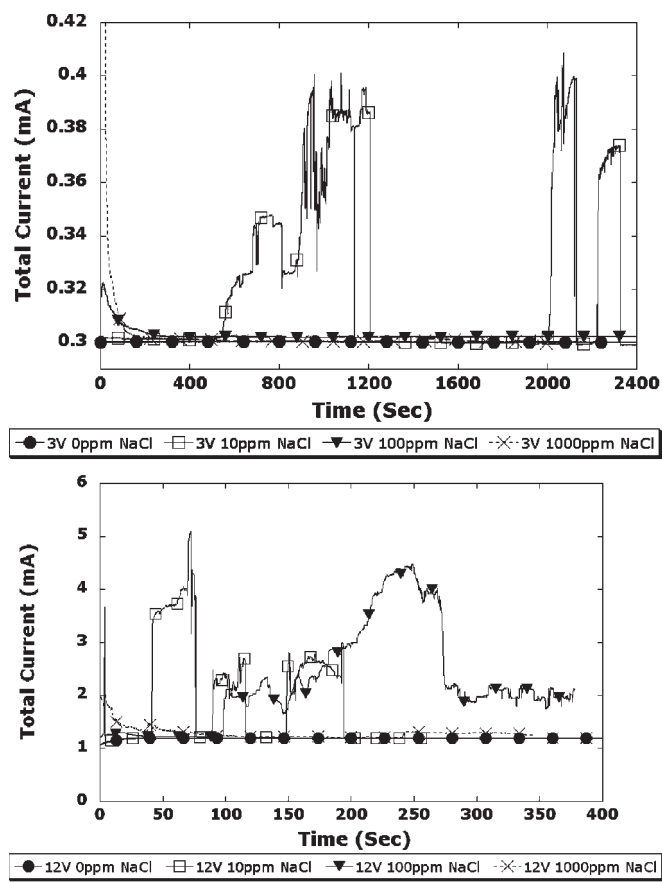 0.42
0.4
0.38
0.36
0.34
0.32
0.3
Total Current (mA)
0 400 800 1200 1600 2000 2400
Time (Sec)
3V 0ppm NaCl 3V 10ppm NaCl 3V 100ppm NaCl 3V 1000ppm NaCl
6
5
4
3
2
1
0
Total Current (mA)
0 50 100 150 200 250 300 350 400
Time (Sec)
12V 0ppm NaCl 12V 10ppm NaCl 12V 100ppm NaCl 12V 1000ppm NaCl